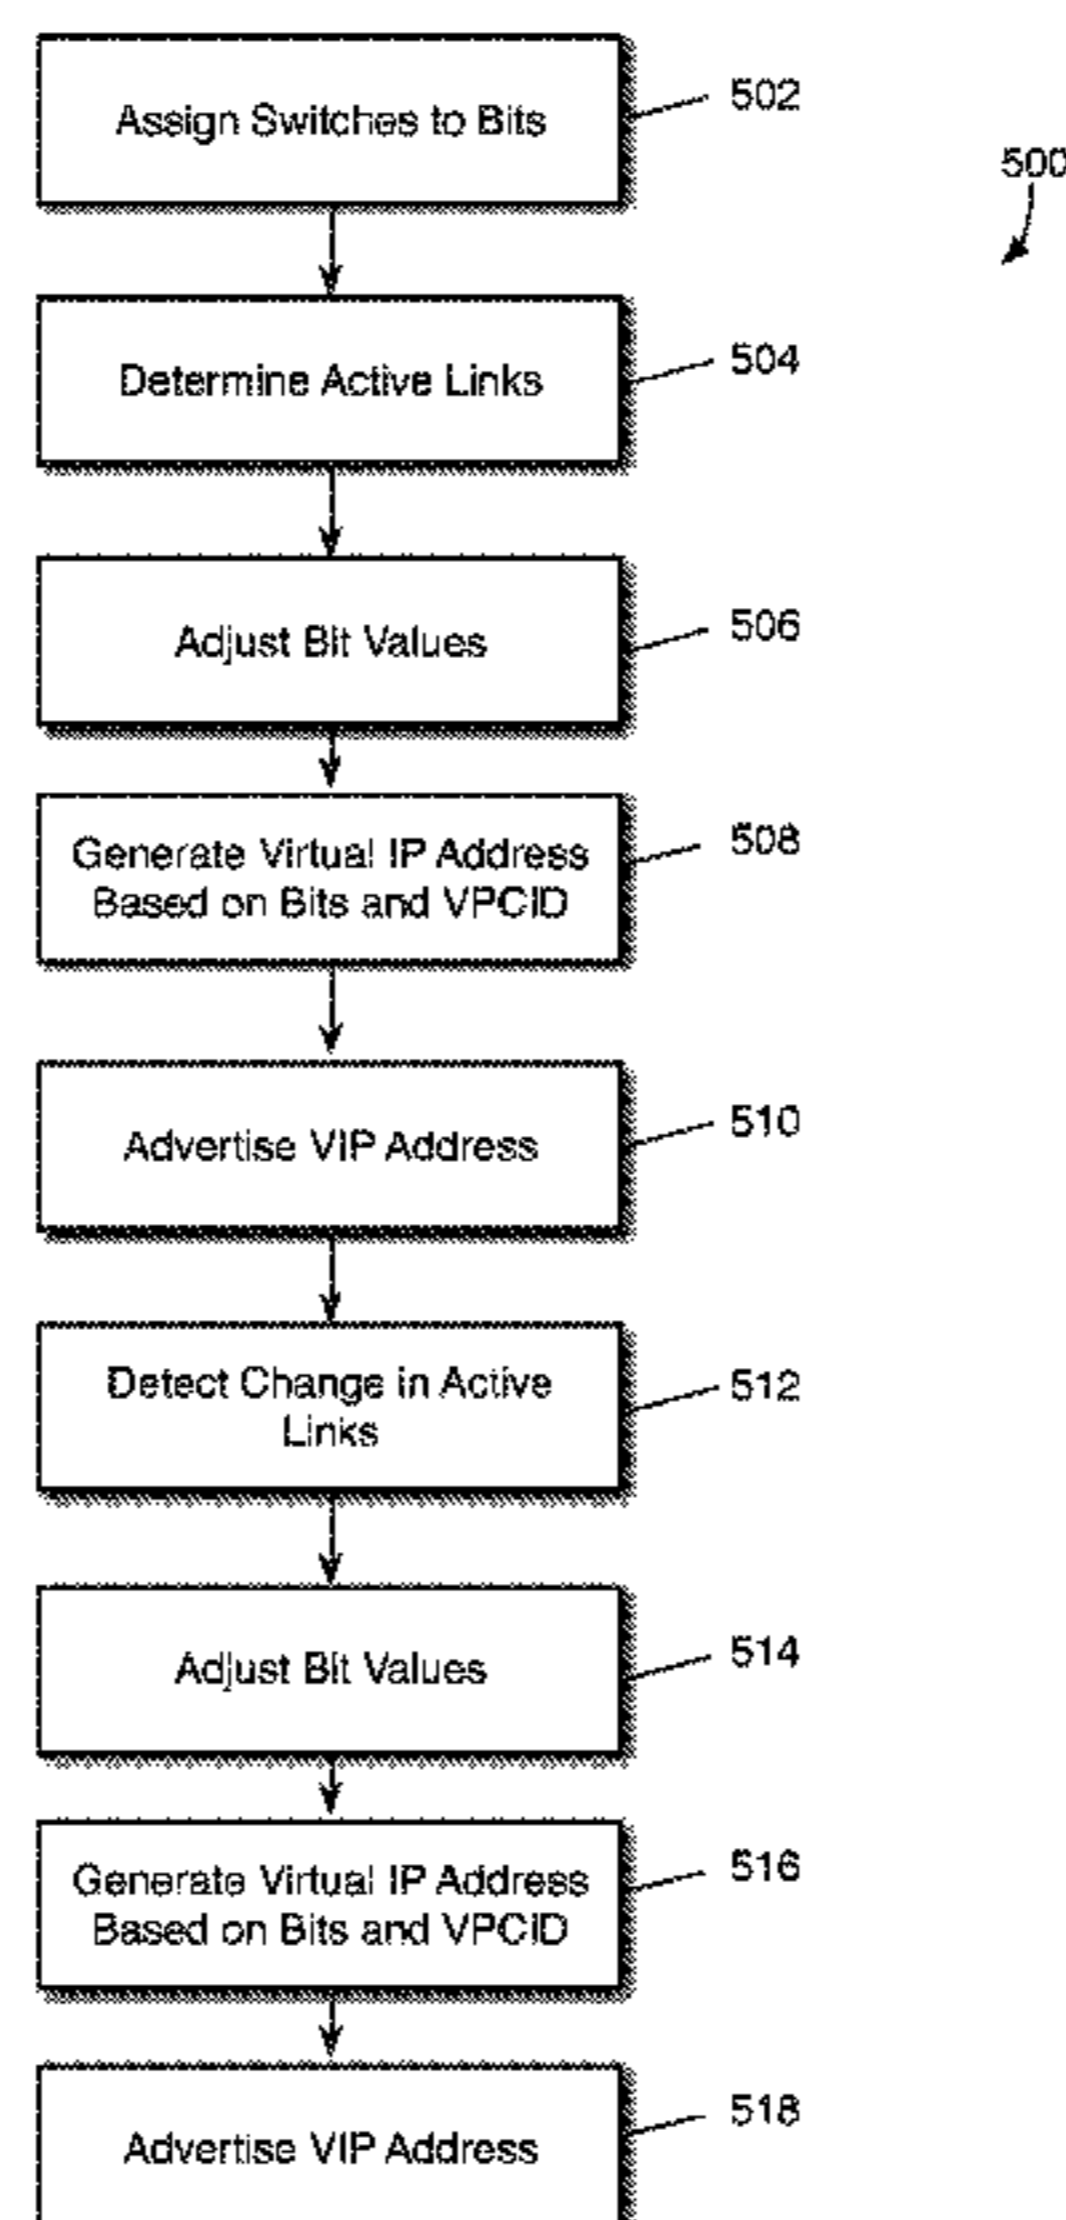 Assign Switches to Bits
502
500
Determine Active Links
504
Adjust Bit Values
506
Generate Virtual IP Address
Based on Bits and VPCID
508
Advertise VIP Address
510
Detect Change in Active
Links
512
Adjust Bit Values
514
Generate Virtual IP Address
Based on Bits and VPCID
516
Advertise VIP Address
518